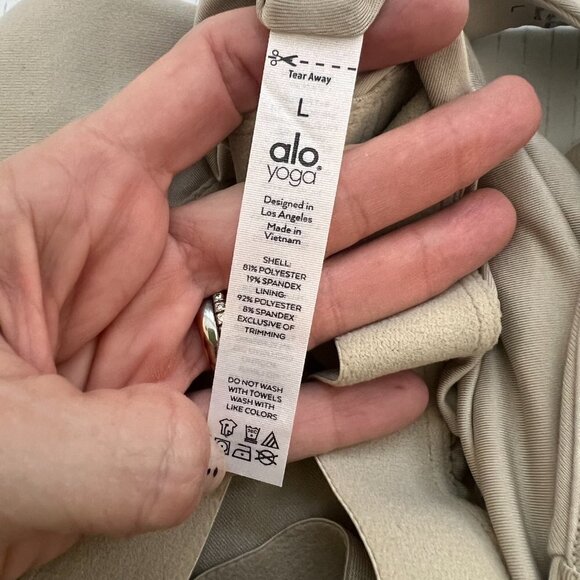 Tear Away
L
alo®
yoga
Designed in
Los Angeles
Made in
Vietnam
SHELL:
81% POLYESTER
19% SPANDEX
LINING:
92% POLYESTER
8% SPANDEX
EXCLUSIVE OF
TRIMMING
DO NOT WASH
WITH TOWELS
WASH WITH
LIKE COLORS